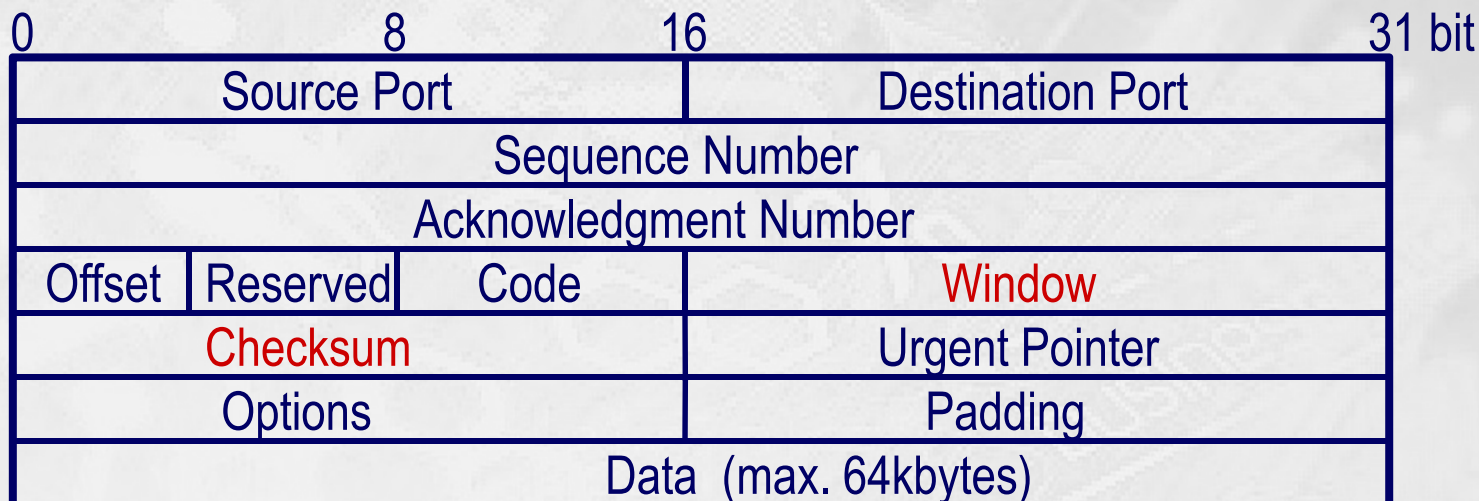 0 8 16 31 bit
Source Port Destination Port
Sequence Number
Acknowledgment Number
Offset Reserved Code Window
Checksum Urgent Pointer
Options Padding
Data (max. 64kbytes)